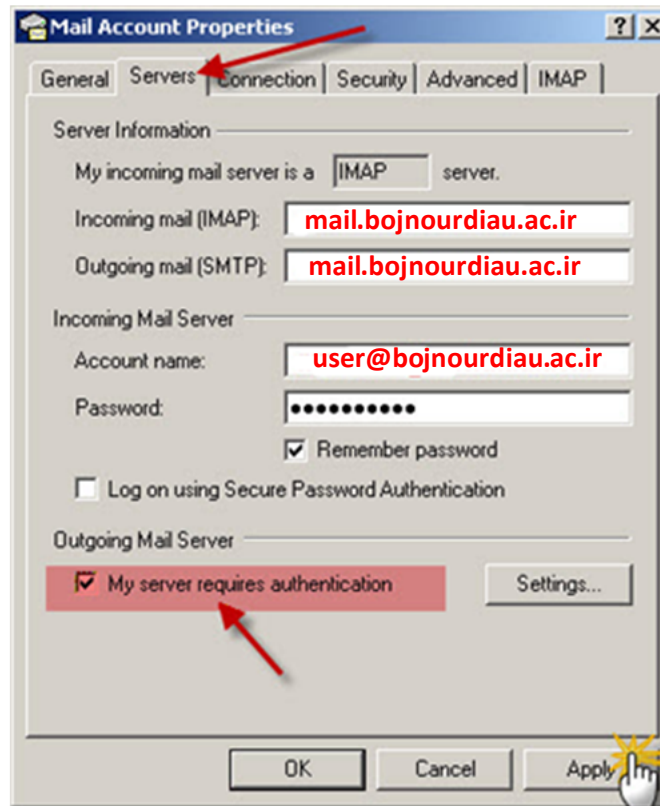 Mail Account Properties
General Servers Connection Security Advanced IMAP
Server Information
My incoming mail server is a IMAP server.
Incoming mail (IMAP): mail.bojnourdiau.ac.ir
Outgoing mail (SMTP): mail.bojnourdiau.ac.ir
Incoming Mail Server
Account name: user@bojnourdiau.ac.ir
Password: ••••••••••
Remember password
Log on using Secure Password Authentication
Outgoing Mail Server
My server requires authentication Settings...
OK Cancel Apply